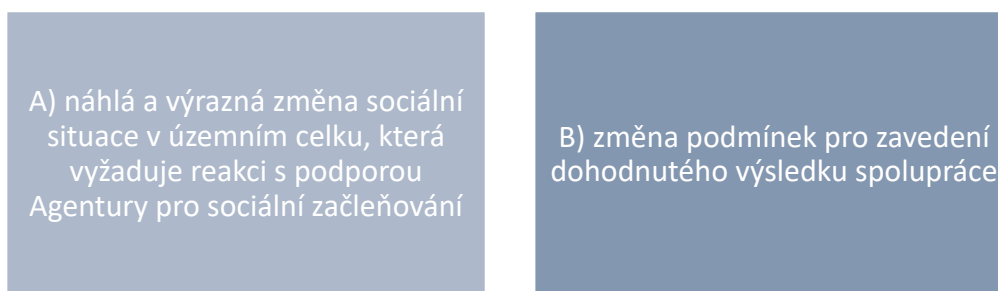 A) náhlá a výrazná změna sociální
situace v územním celku, která
vyžaduje reakci s podporou
Agentury pro sociální začleňování
B) změna podmínek pro zavedení
dohodnutého výsledku spolupráce